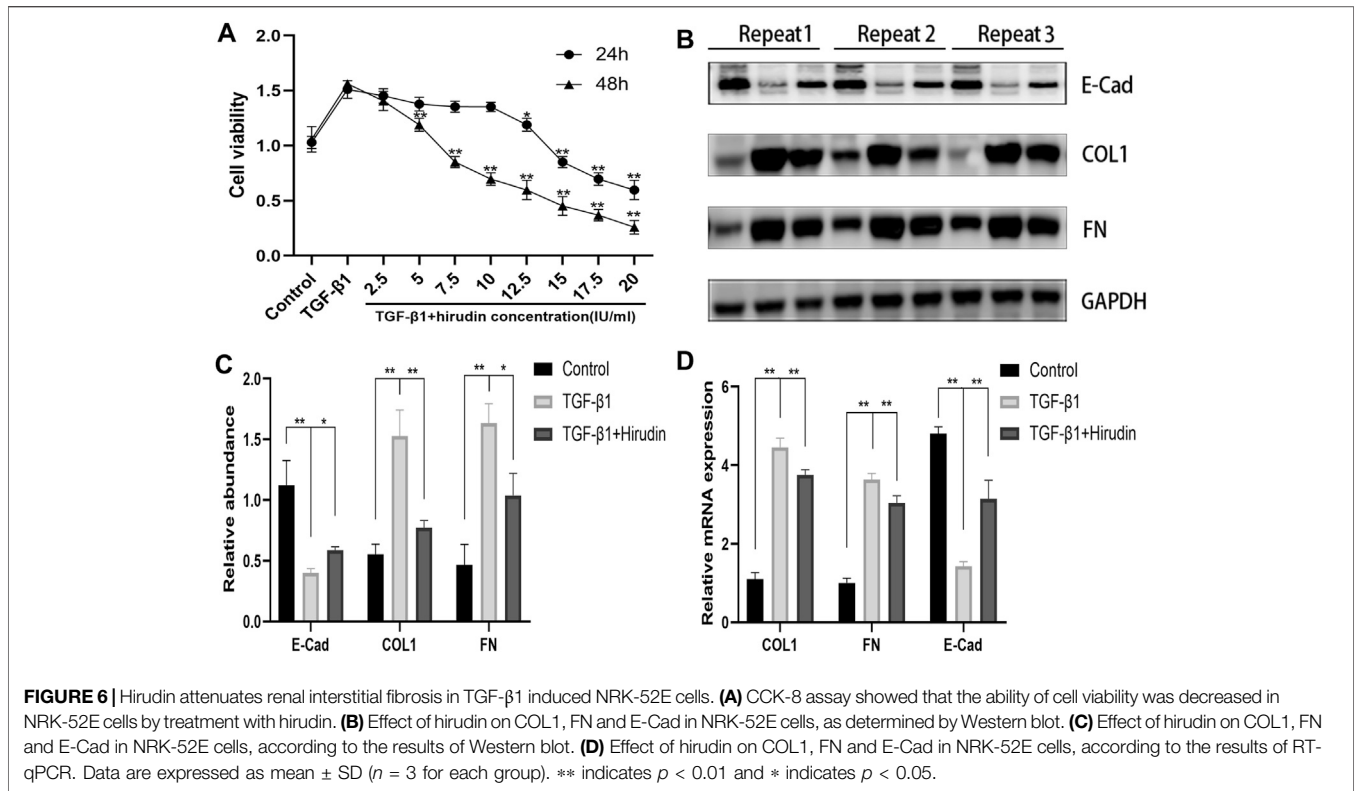 A
2.0
1.5
1.0
0.5
0.0
Cell viability
24h
48h
**
*
**
**
**
**
**
**
**
**
**
**
Control
TGF-β1
2.5
5
7.5
10
12.5
15
17.5
20
TGF-β1+hirudin concentration(IU/ml)
B
Repeat1 Repeat 2 Repeat 3
E-Cad
COL1
FN
GAPDH
C
2.0
1.5
1.0
0.5
0.0
Relative abundance
** *
** **
** *
E-Cad COL1 FN
Control
TGF-β1
TGF-β1+Hirudin
D
6
4
2
0
Relative mRNA expression
** **
** **
** **
COL1 FN E-Cad
Control
TGF-β1
TGF-β1+Hirudin
FIGURE 6 | Hirudin attenuates renal interstitial fibrosis in TGF-β1 induced NRK-52E cells. (A) CCK-8 assay showed that the ability of cell viability was decreased in
NRK-52E cells by treatment with hirudin. (B) Effect of hirudin on COL1, FN and E-Cad in NRK-52E cells, as determined by Western blot. (C) Effect of hirudin on COL1, FN
and E-Cad in NRK-52E cells, according to the results of Western blot. (D) Effect of hirudin on COL1, FN and E-Cad in NRK-52E cells, according to the results of RT-
qPCR. Data are expressed as mean ± SD (n = 3 for each group). ** indicates p < 0.01 and * indicates p < 0.05.